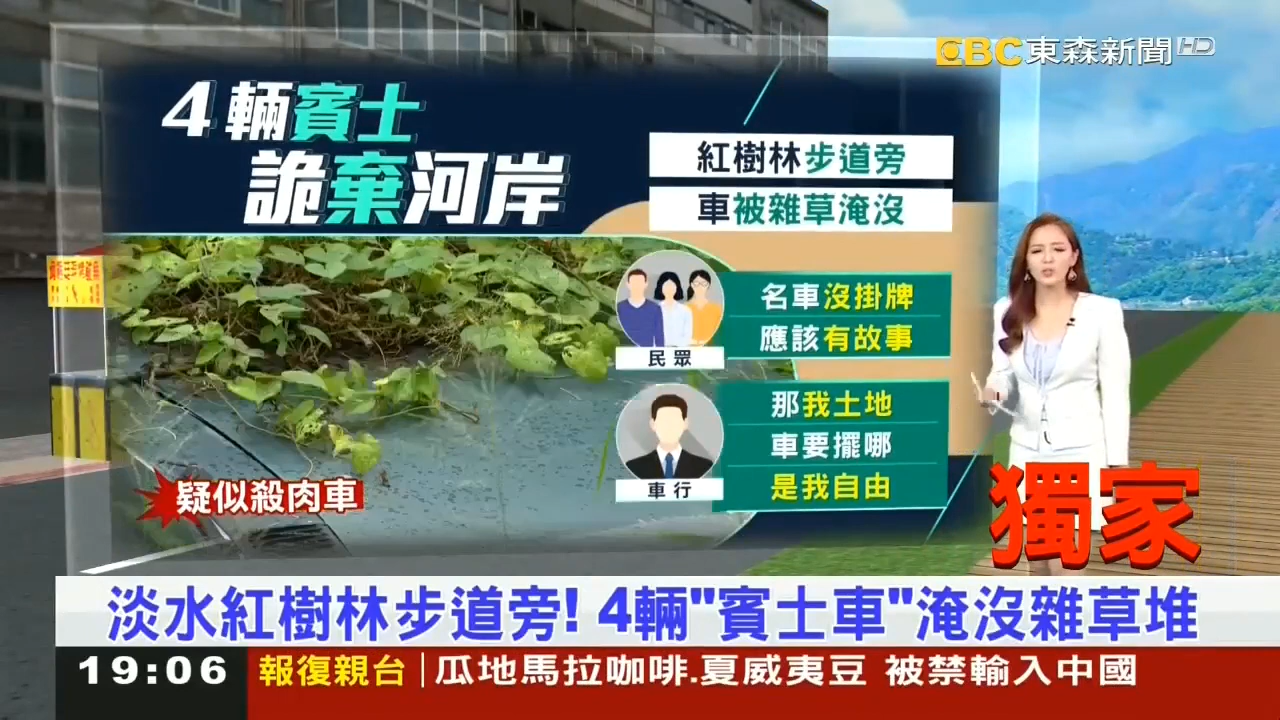 EBC東森新聞HD
4輛賓士
詭棄河岸
紅樹林步道旁
車被雜草淹沒
名車沒掛牌
應該有故事
民眾
那我土地
車要擺哪
是我自由
車行
疑似殺肉車
獨家
淡水紅樹林步道旁! 4輛"賓士車"淹沒雜草堆
19:06 報復親台|瓜地馬拉咖啡.夏威夷豆 被禁輸入中國